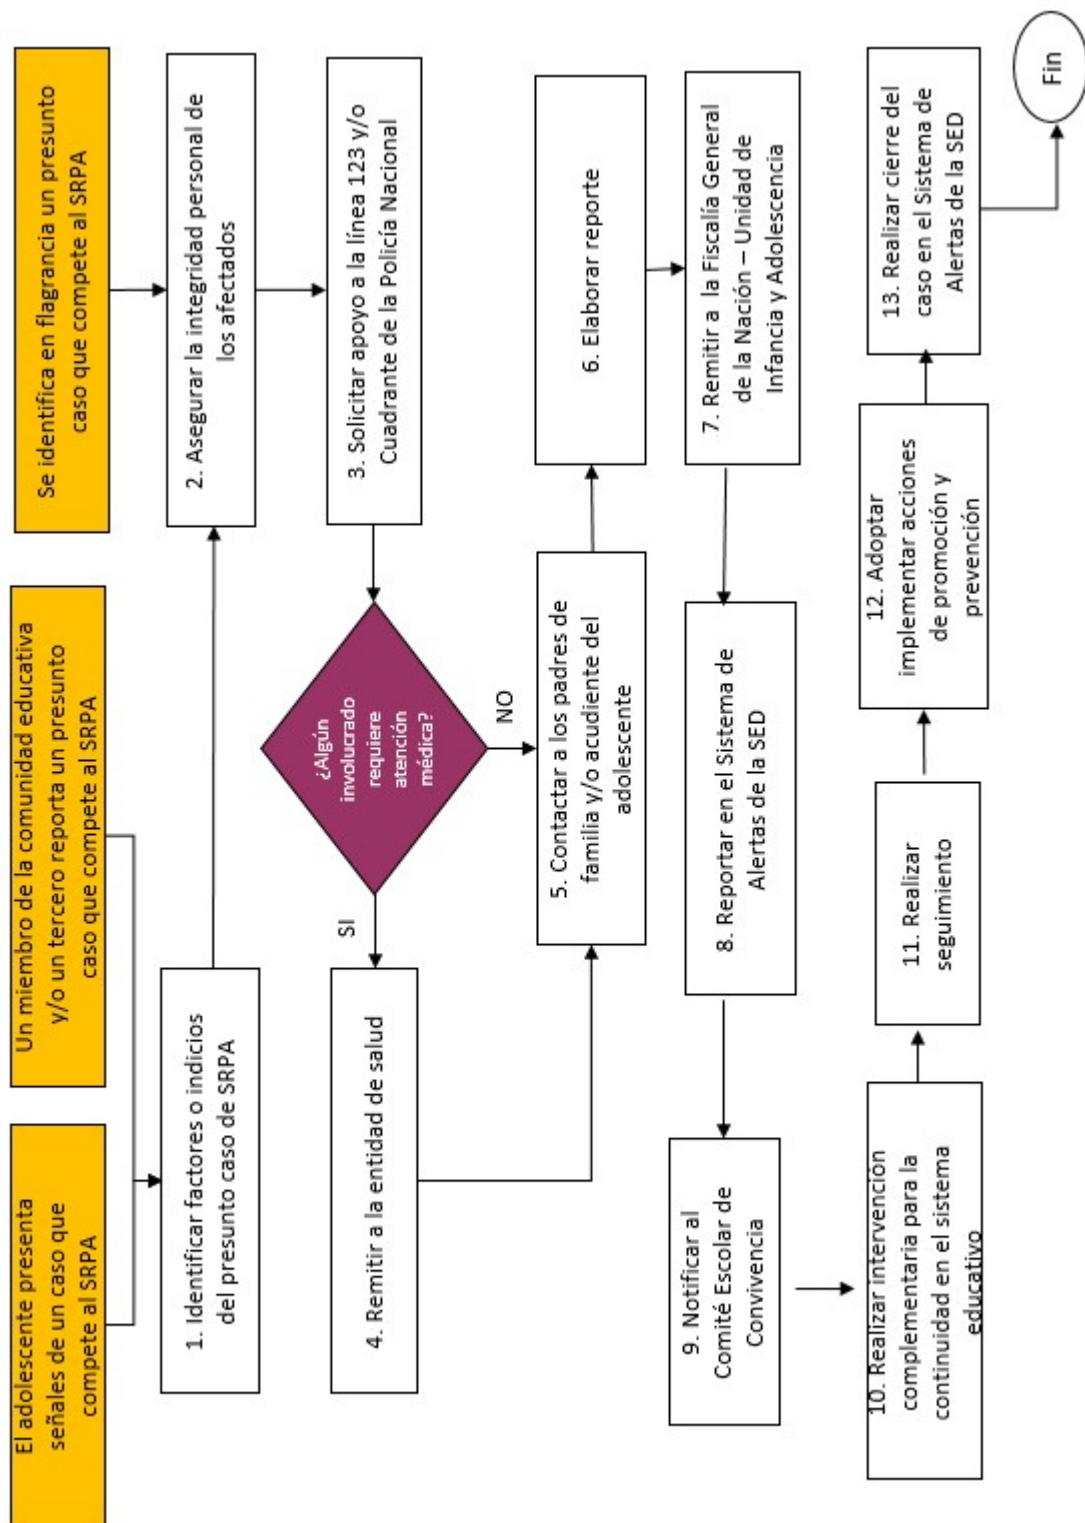 El adolescente presenta
señales de un caso que
compete al SRPA
Un miembro de la comunidad educativa
y/o un tercero reporta un presunto
caso que compete al SRPA
Se identifica en flagrancia un presunto
caso que compete al SRPA
1. Identificar factores o indicios
del presunto caso de SRPA
2. Asegurar la integridad personal de
los afectados
3. Solicitar apoyo a la línea 123 y/o
Cuadrante de la Policía Nacional
¿Algún
involucrado
requiere
atención
médica?
SI
NO
4. Remitir a la entidad de salud
5. Contactar a los padres de
familia y/o acudiente del
adolescente
6. Elaborar reporte
7. Remitir a la Fiscalía General
de la Nación – Unidad de
Infancia y Adolescencia
8. Reportar en el Sistema de
Alertas de la SED
9. Notificar al
Comité Escolar de
Convivencia
10. Realizar intervención
complementaria para la
continuidad en el sistema
educativo
11. Realizar
seguimiento
12. Adoptar
implementar acciones
de promoción y
prevención
13. Realizar cierre del
caso en el Sistema de
Alertas de la SED
Fin